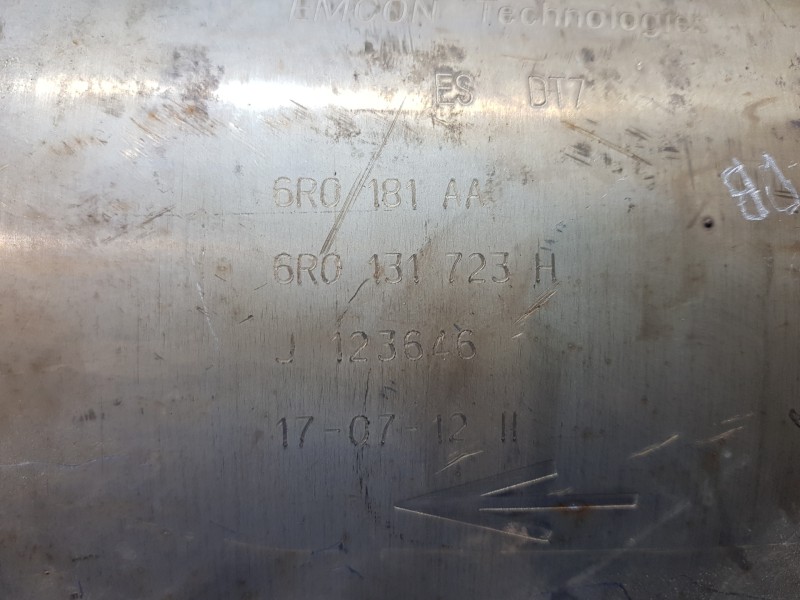 EMCON Technologies
ES DT7
6R0 181 AA
6R0 131 723 H
J 123646
17-07-12 II